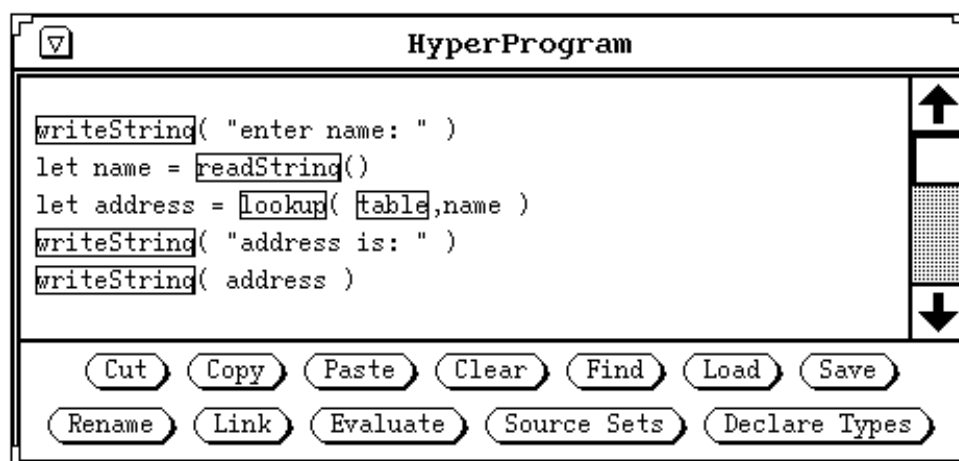 HyperProgram
writeString( "enter name: " )
let name = readString()
let address = lookup( table,name )
writeString( "address is: " )
writeString( address )
Cut Copy Paste Clear Find Load Save
Rename Link Evaluate Source Sets Declare Types